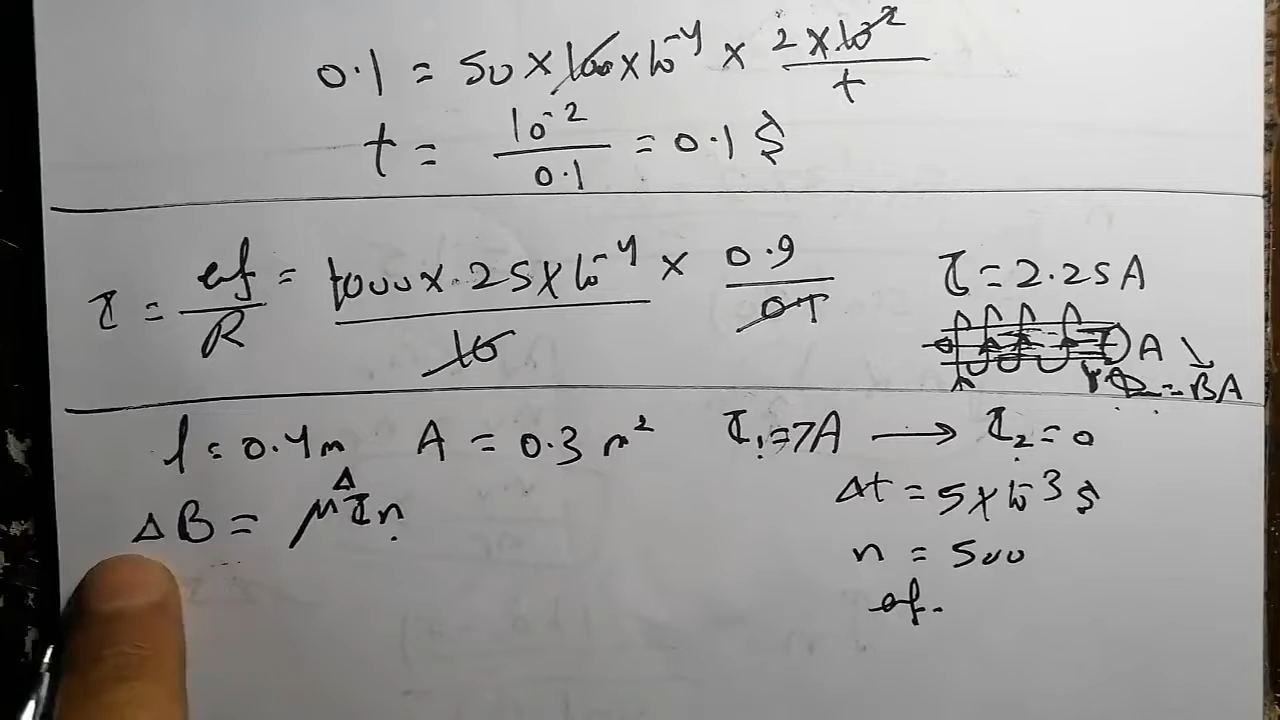 0.1 = 50 × 100 × 10⁻⁴ × 2 × 10⁻² / t
t = 10⁻² / 0.1 = 0.1 S
I = emf / R = 1000 × .25 × 10⁻⁴ / 10 × 0.9 / 0.1
I = 2.25 A
A
Φ = BA
l = 0.4 m A = 0.3 m² I₁ = 7A → I₂ = 0
ΔB = μ ΔI n
Δt = 5 × 10⁻³ S
n = 500